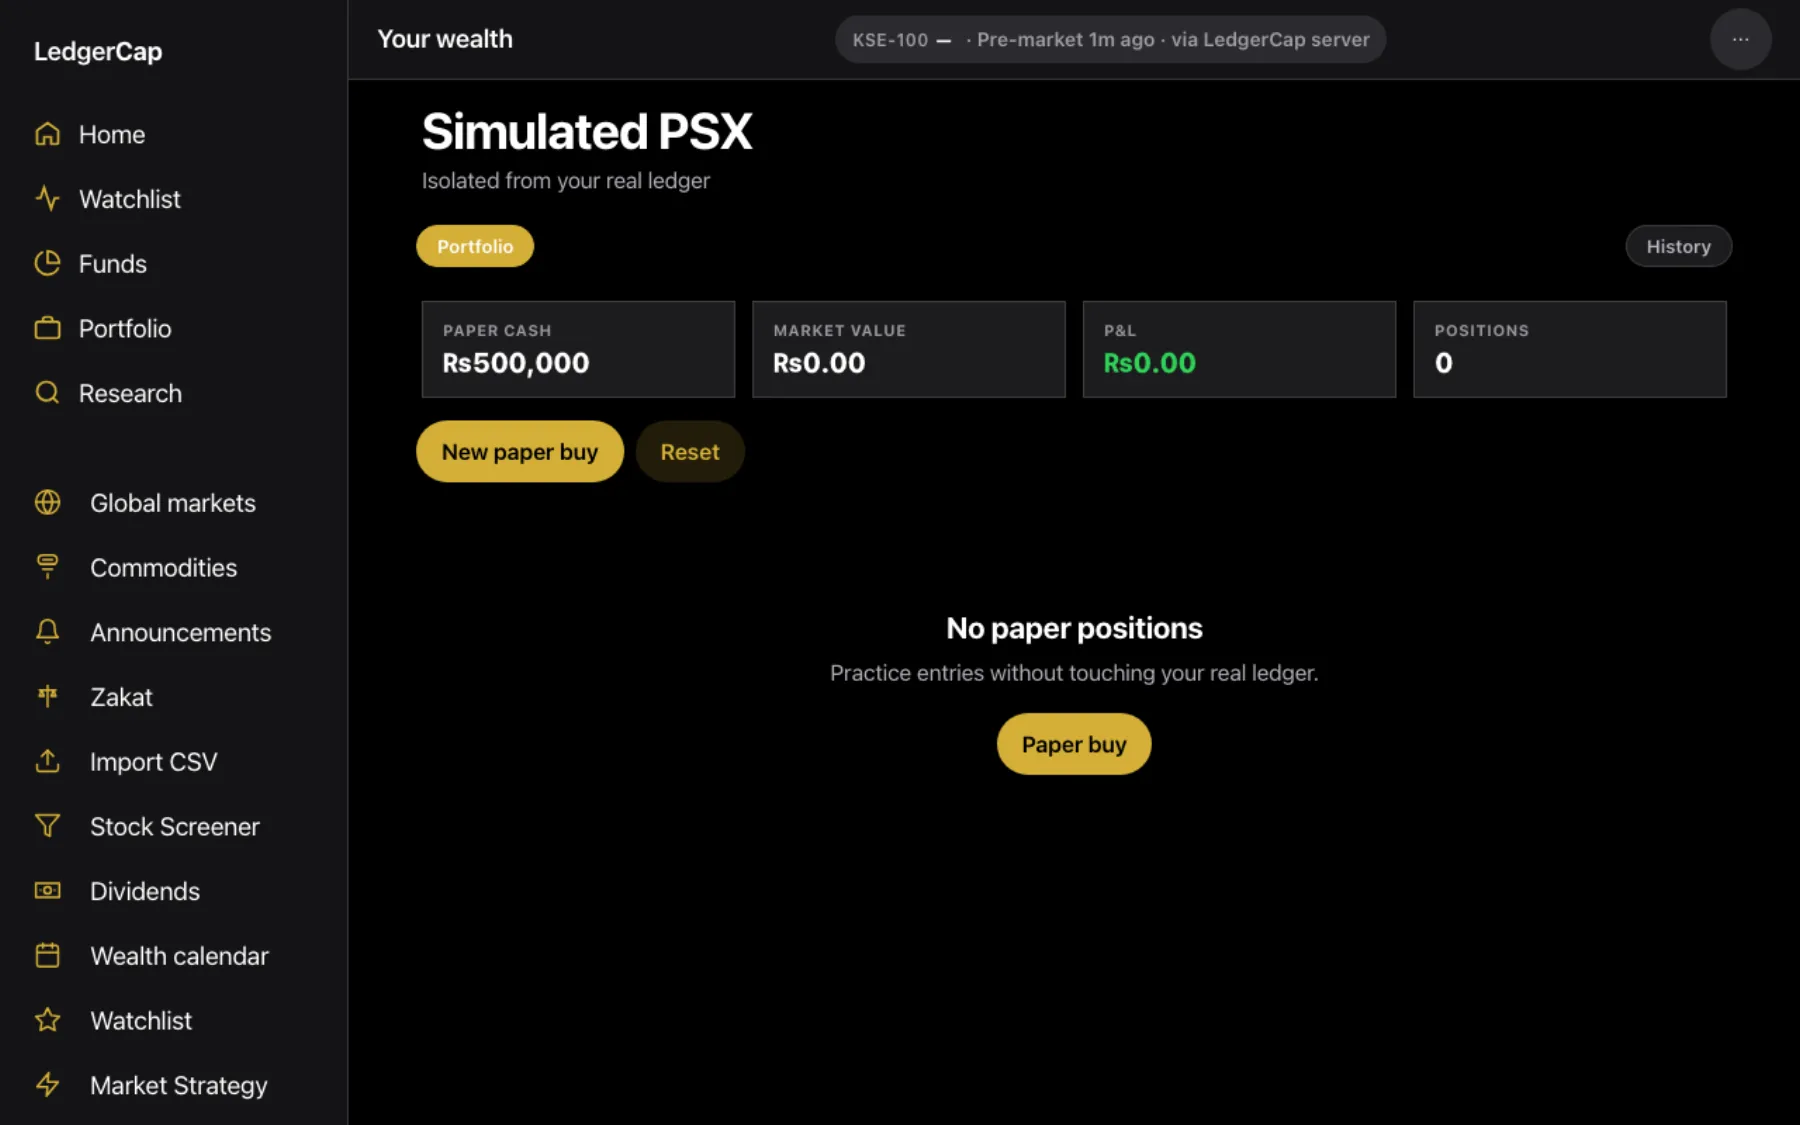 LedgerCap
Home
Watchlist
Funds
Portfolio
Research
Global markets
Commodities
Announcements
Zakat
Import CSV
Stock Screener
Dividends
Wealth calendar
Watchlist
Market Strategy
Your wealth
KSE-100 — · Pre-market 1m ago · via LedgerCap server
...
Simulated PSX
Isolated from your real ledger
Portfolio
History
PAPER CASH
Rs500,000
MARKET VALUE
Rs0.00
P&L
Rs0.00
POSITIONS
0
New paper buy
Reset
No paper positions
Practice entries without touching your real ledger.
Paper buy